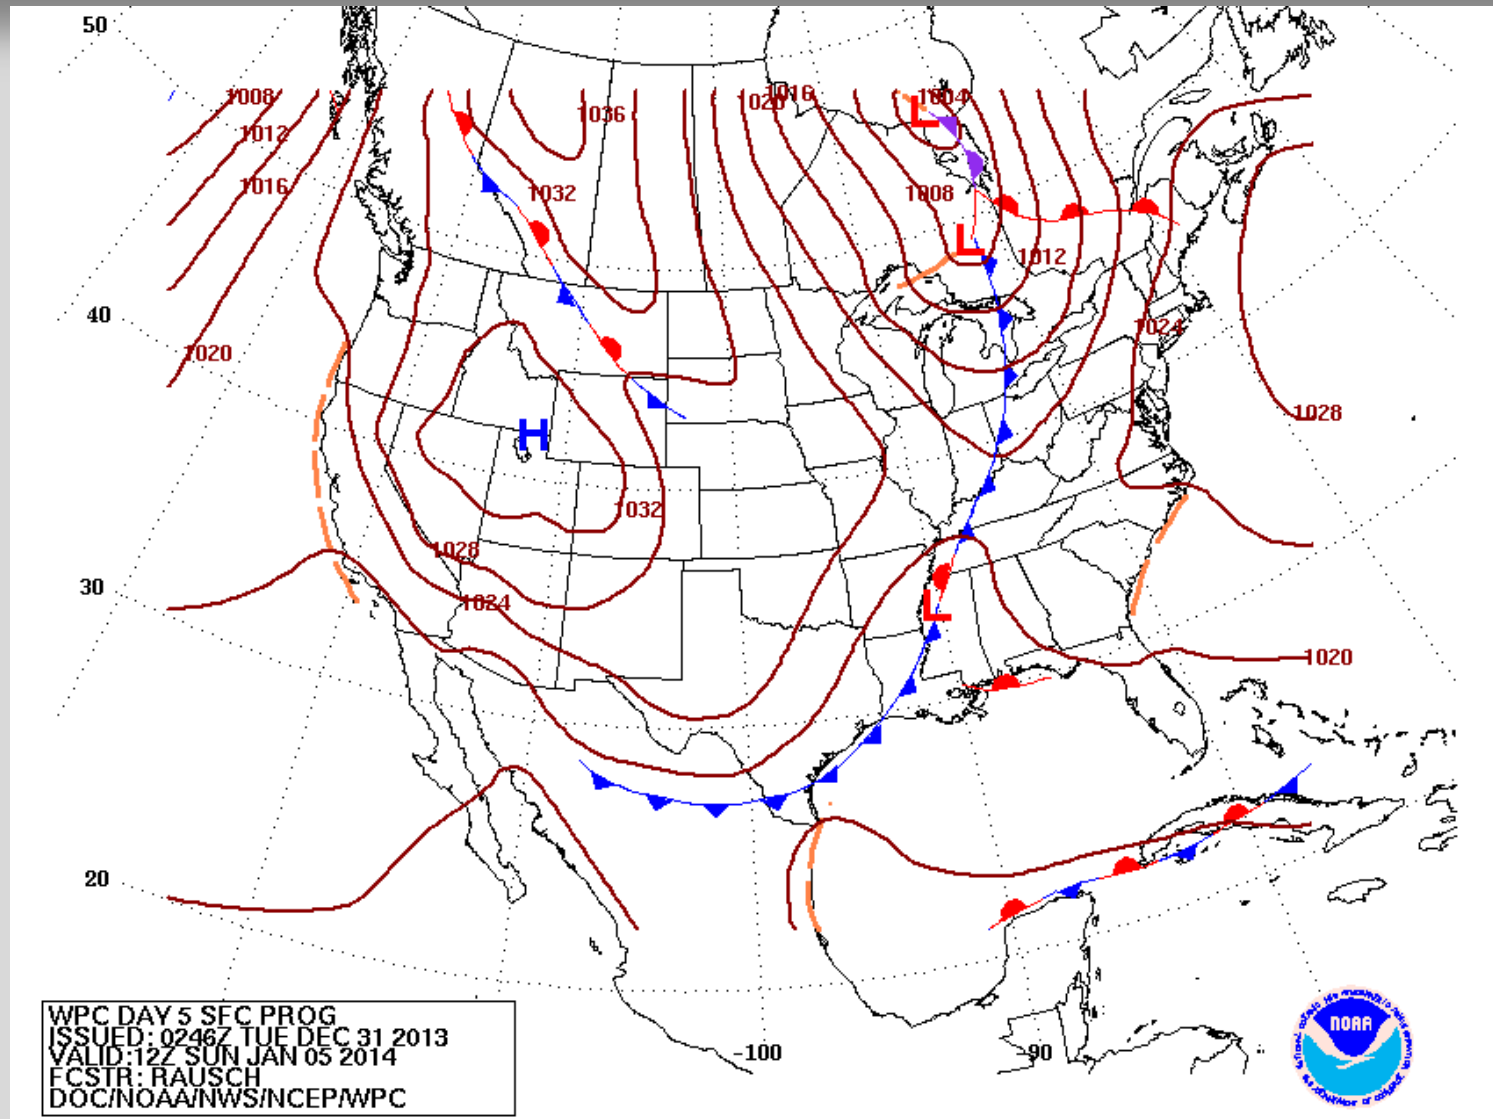 50
1008
1036
1020
1016
1004
1012
1016
1032
1008
1012
40
1020
1024
1028
H
L
L
1032
1028
30
1024
L
1020
20
-100
-90
WPC DAY 5 SFC PROG
ISSUED: 0246Z TUE DEC 31 2013
VALID:12Z SUN JAN 05 2014
FCSTR: RAUSCH
DOC/NOAA/NWS/NCEP/WPC
NOAA